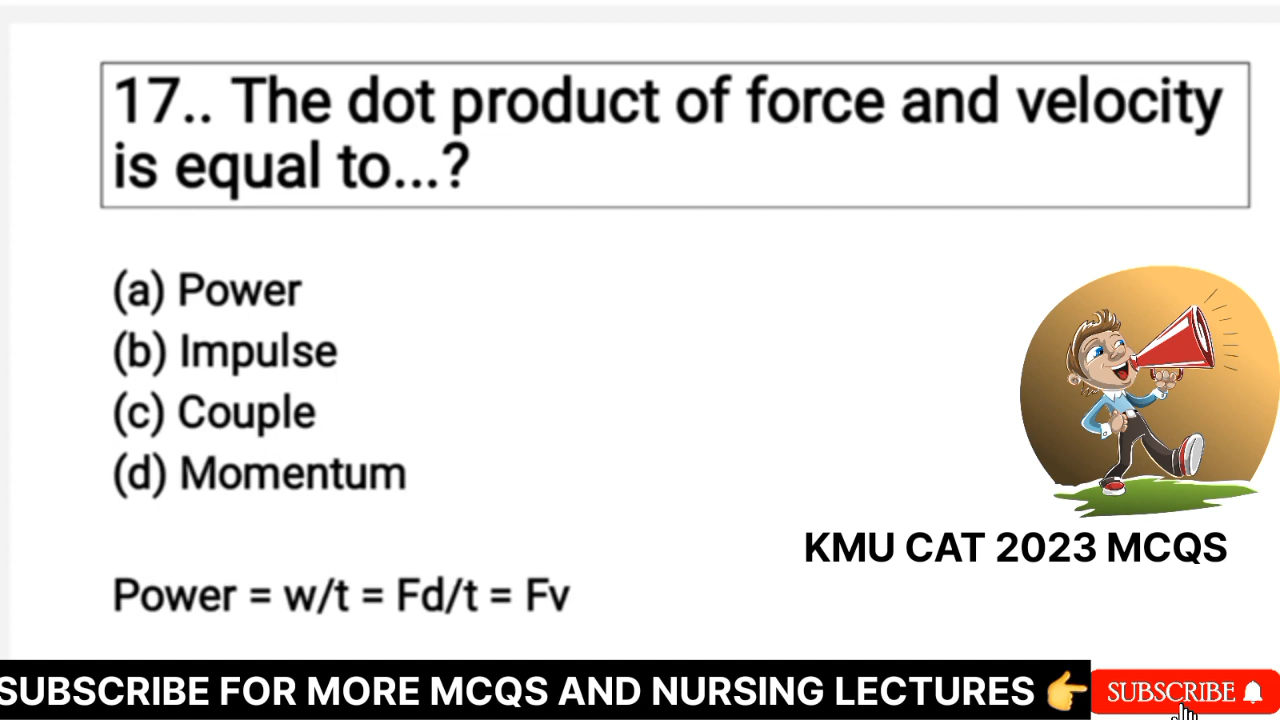 17.. The dot product of force and velocity
is equal to...?
(a) Power
(b) Impulse
(c) Couple
(d) Momentum
KMU CAT 2023 MCQS
Power = w/t = Fd/t = Fv
SUBSCRIBE FOR MORE MCQS AND NURSING LECTURES 👉 SUBSCRIBE